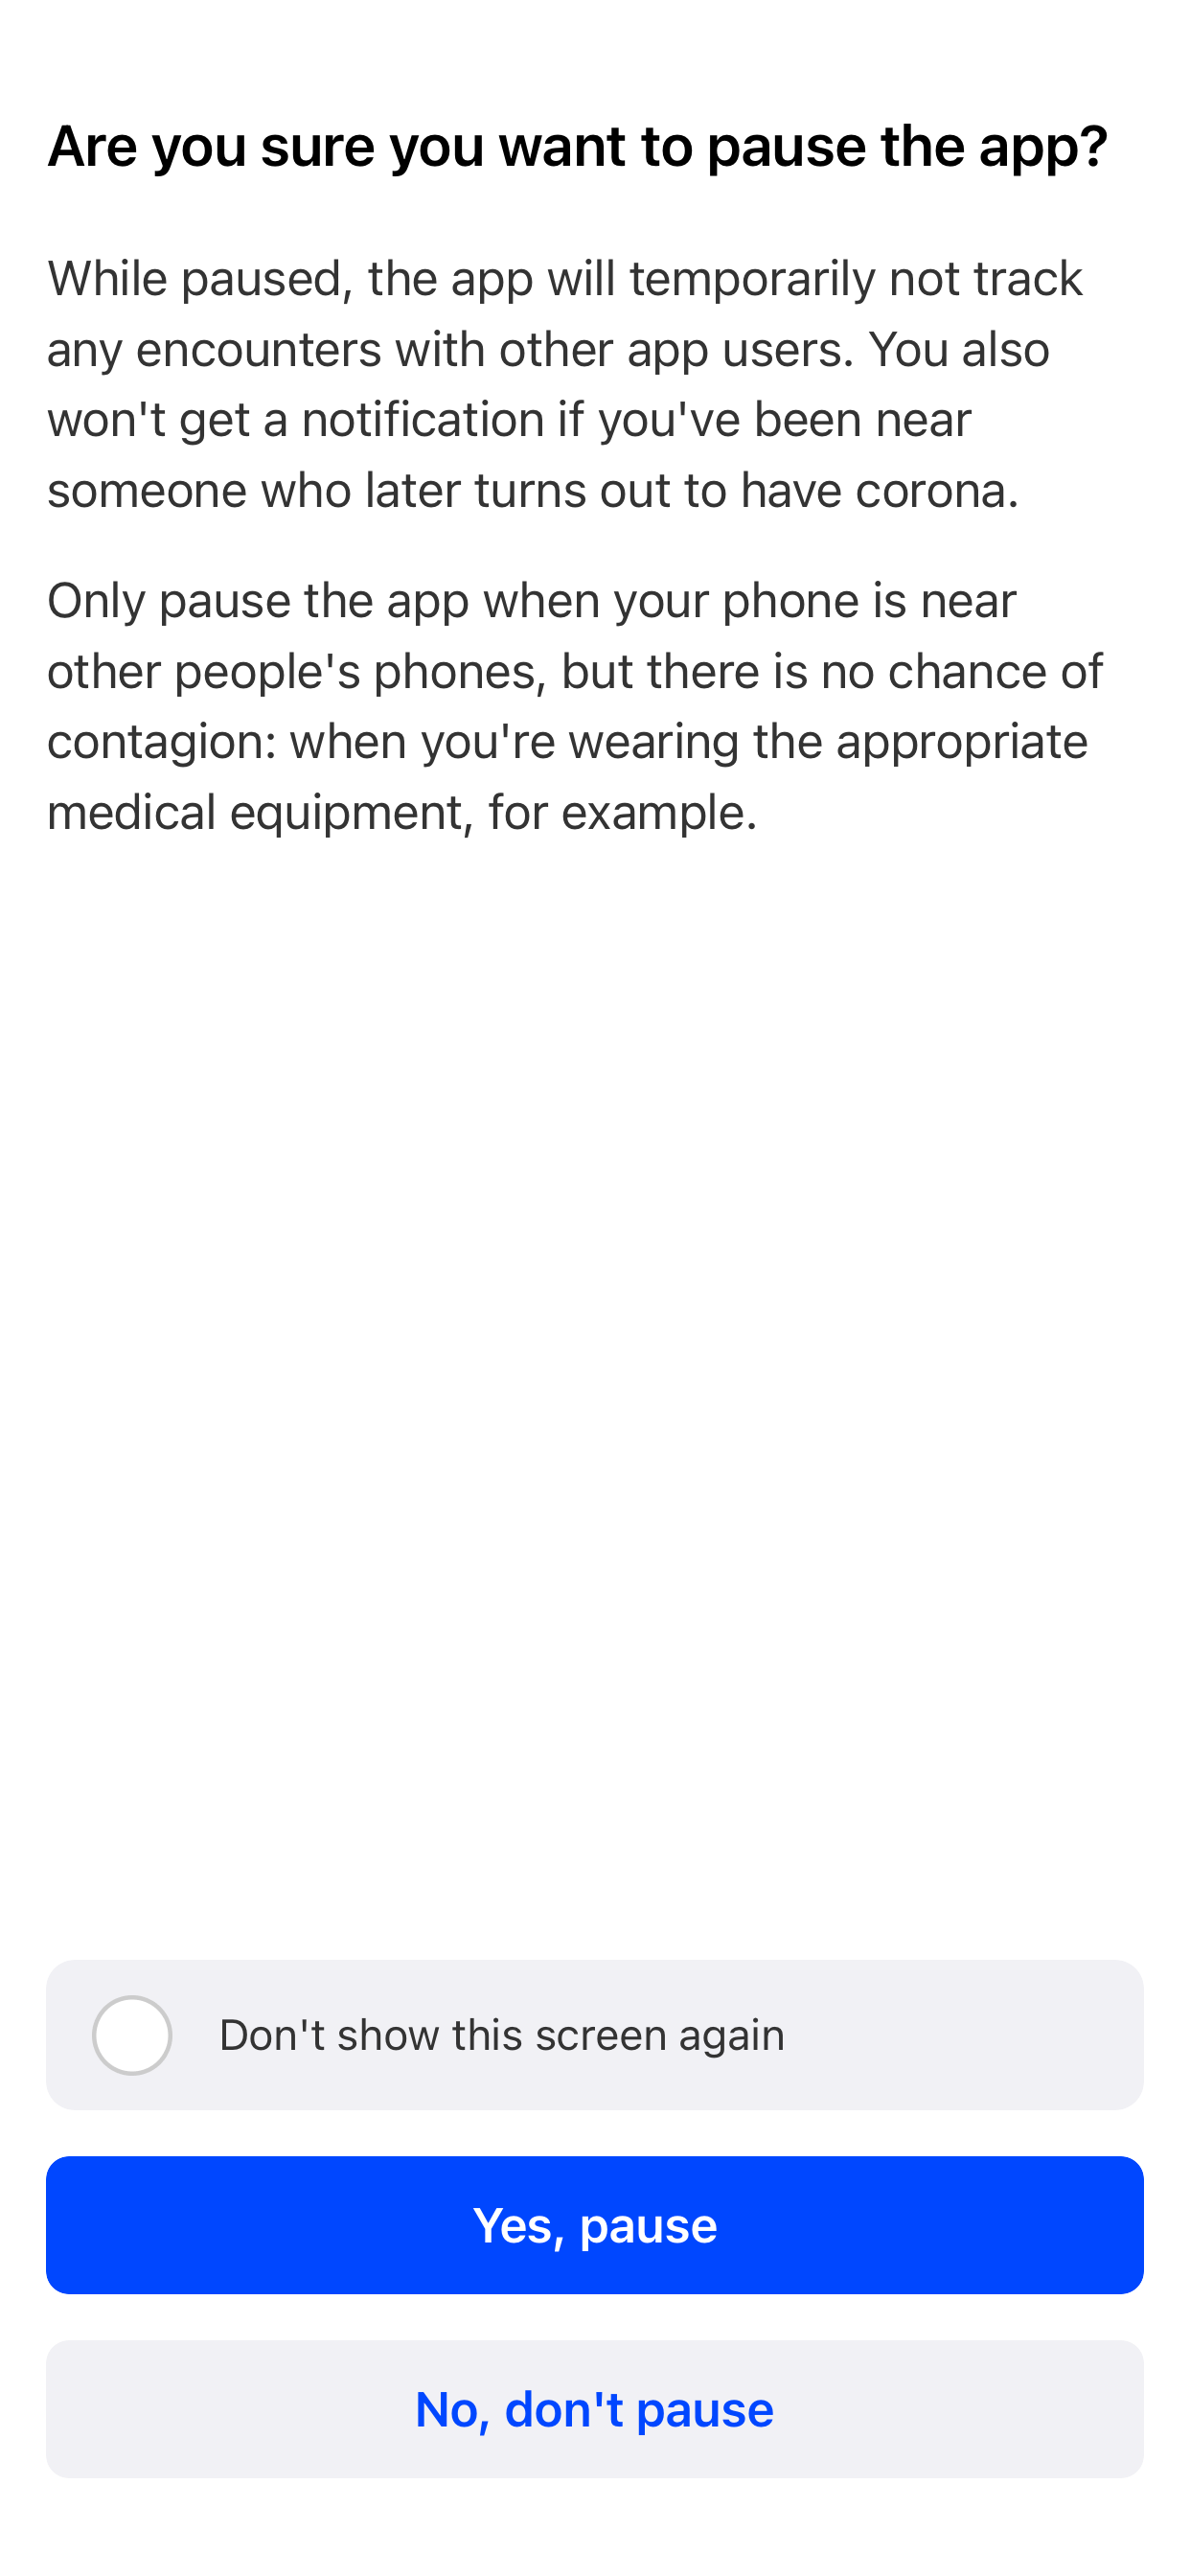 Are you sure you want to pause the app?
While paused, the app will temporarily not track
any encounters with other app users. You also
won't get a notification if you've been near
someone who later turns out to have corona.
Only pause the app when your phone is near
other people's phones, but there is no chance of
contagion: when you're wearing the appropriate
medical equipment, for example.
Don't show this screen again
Yes, pause
No, don't pause